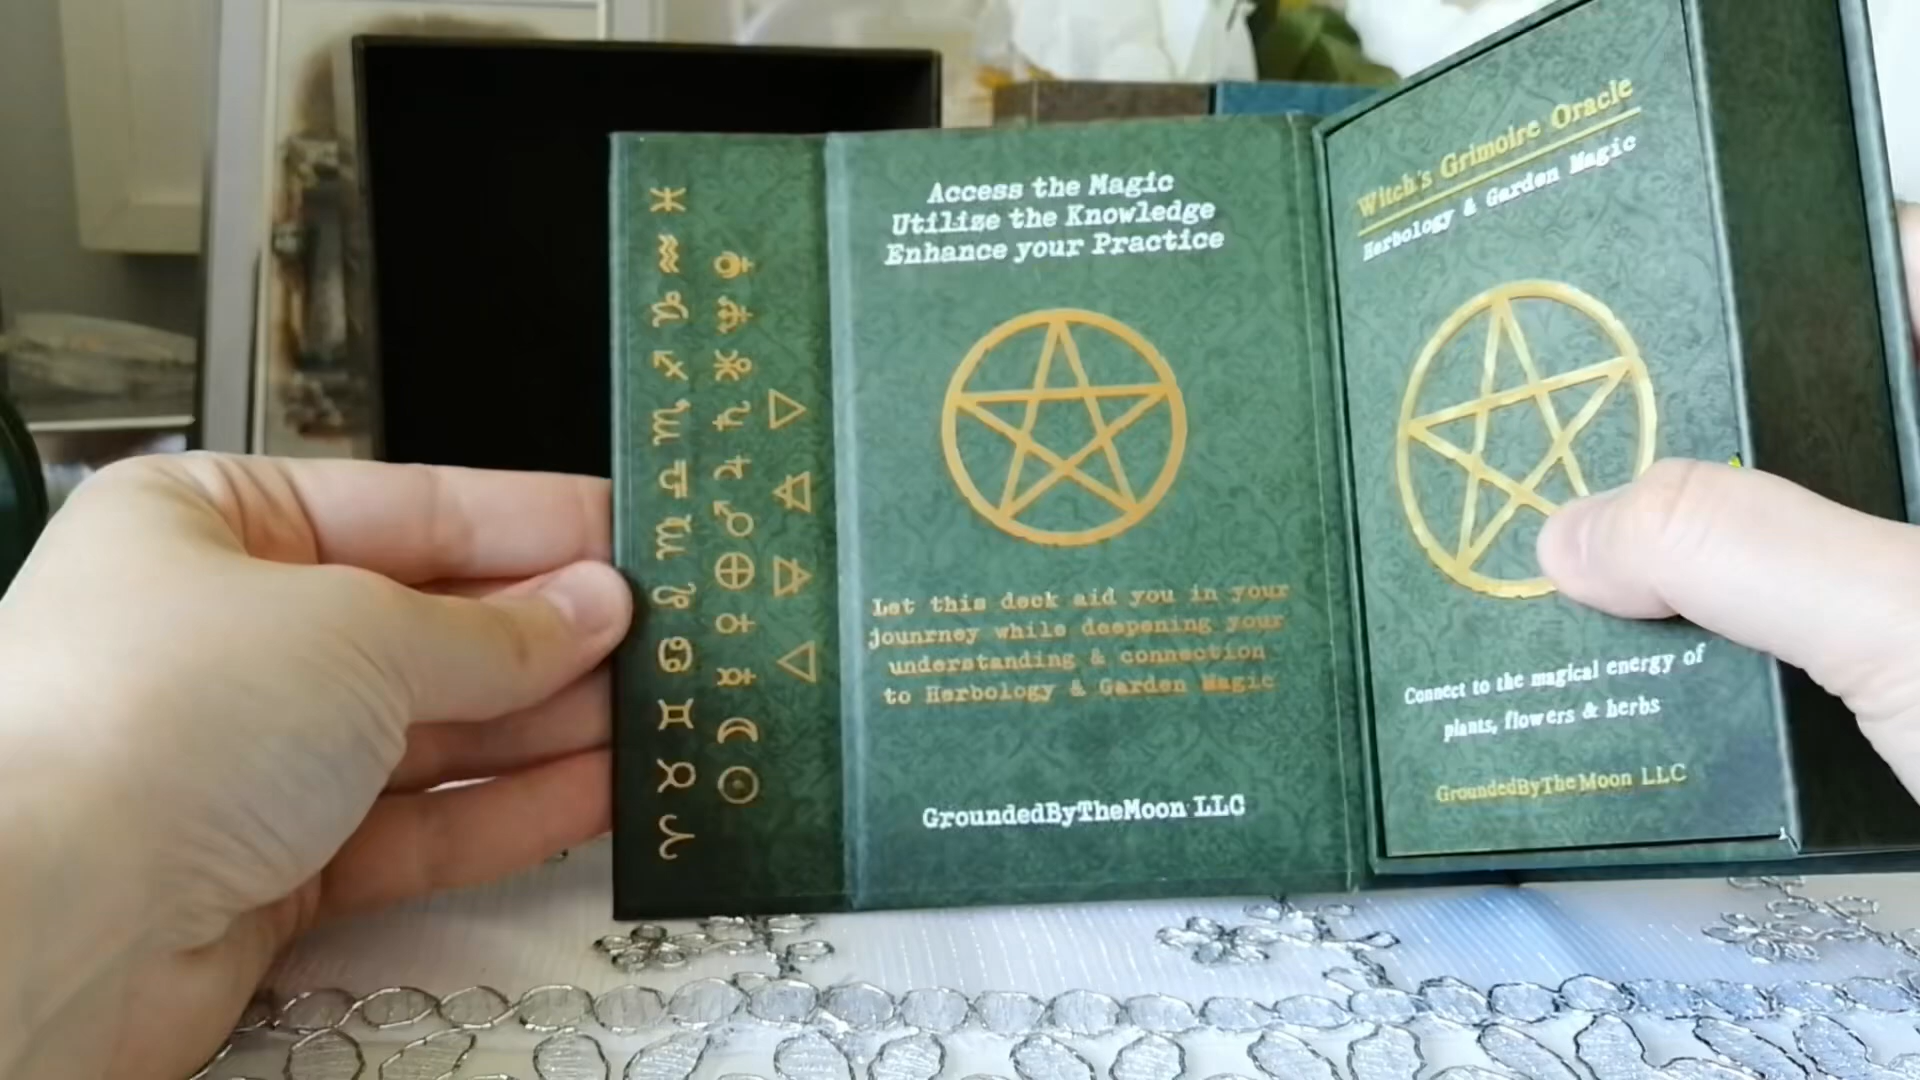 Access the Magic
Utilize the Knowledge
Enhance your Practice
Let this deck aid you in your
jounrney while deepening your
understanding & connection
to Herbology & Garden Magic
GroundedByTheMoon LLC
Witch's Grimoire Oracle
Herbology & Garden Magic
Connect to the magical energy of
plants, flowers & herbs
GroundedByTheMoon LLC